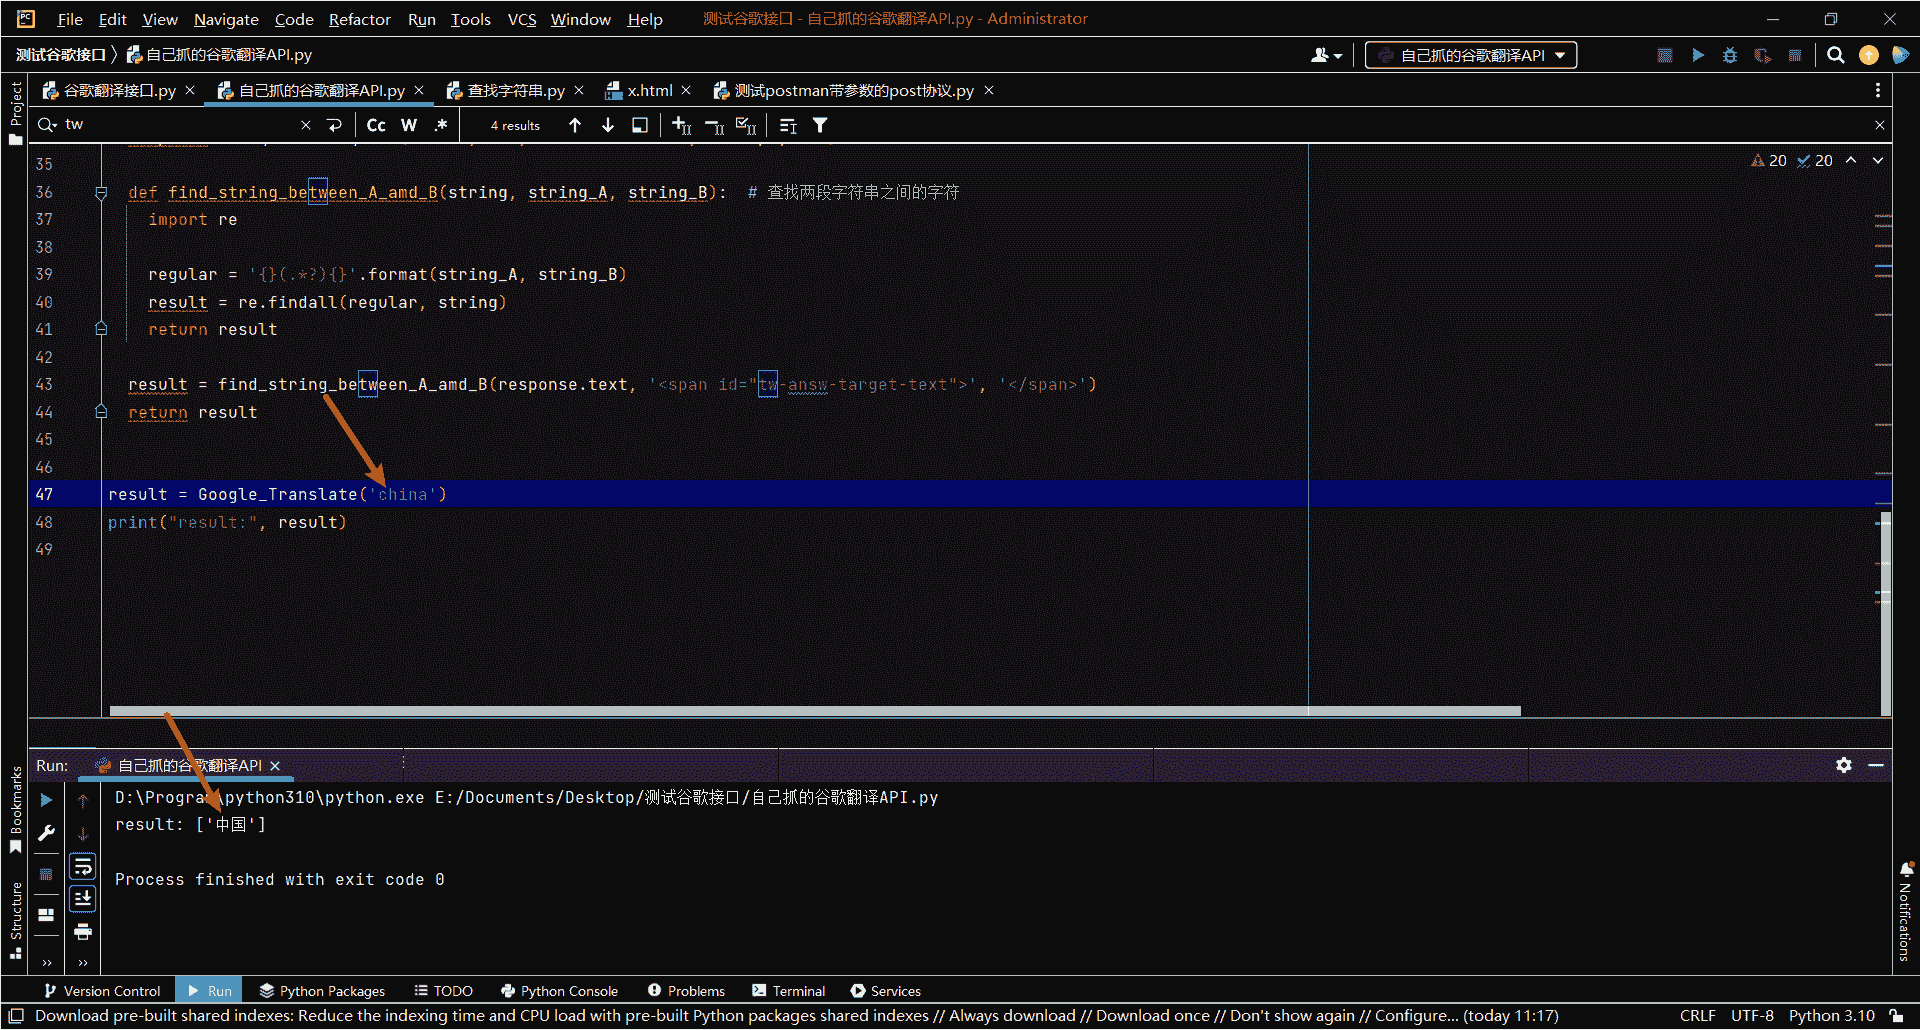 File Edit View Navigate Code Refactor Run Tools VCS Window Help 测试谷歌接口 - 自己抓的谷歌翻译API.py - Administrator
测试谷歌接口 自己抓的谷歌翻译API.py 自己抓的谷歌翻译API
Project
谷歌翻译接口.py 自己抓的谷歌翻译API.py 查找字符串.py x.html 测试postman带参数的post协议.py
tw Cc W .* 4 results
20 20
35
36 def find_string_between_A_amd_B(string, string_A, string_B): # 查找两段字符串之间的字符
37 import re
38
39 regular = '{}(.*?){}'.format(string_A, string_B)
40 result = re.findall(regular, string)
41 return result
42
43 result = find_string_between_A_amd_B(response.text, '<span id="tw-answ-target-text">', '</span>')
44 return result
45
46
47 result = Google_Translate('china')
48 print("result:", result)
49
Run: 自己抓的谷歌翻译API
D:\Program\python310\python.exe E:/Documents/Desktop/测试谷歌接口/自己抓的谷歌翻译API.py
result: ['中国']
Process finished with exit code 0
Bookmarks
Structure
Notifications
Version Control Run Python Packages TODO Python Console Problems Terminal Services
Download pre-built shared indexes: Reduce the indexing time and CPU load with pre-built Python packages shared indexes // Always download // Download once // Don't show again // Configure... (today 11:17) CRLF UTF-8 Python 3.10